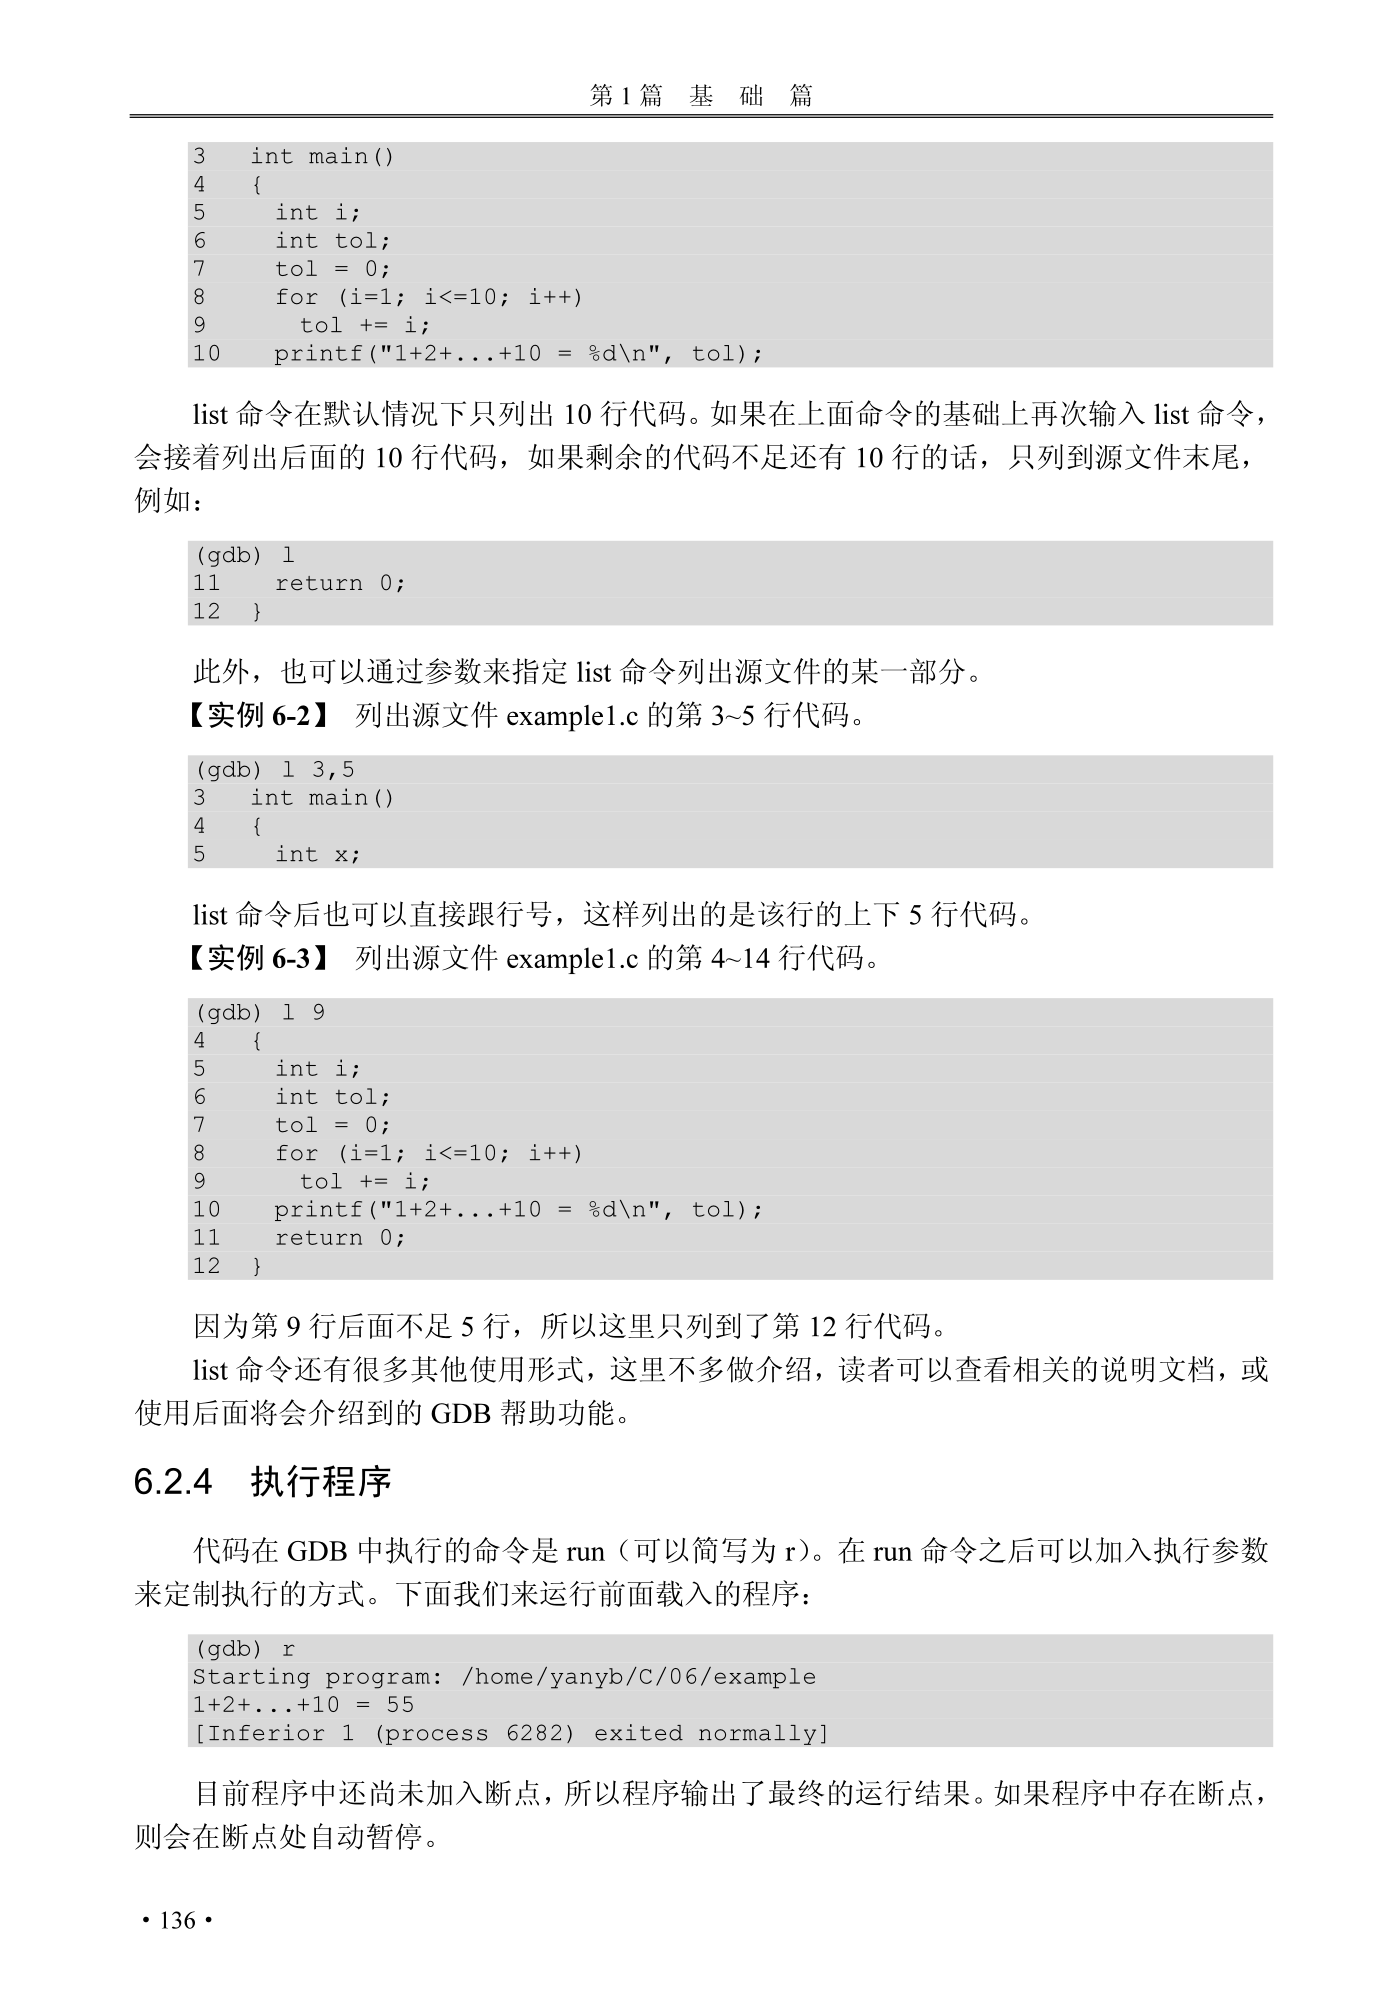 第 1 篇　基　础　篇
3   int main()
4   {
5     int i;
6     int tol;
7     tol = 0;
8     for (i=1; i<=10; i++)
9       tol += i;
10    printf("1+2+...+10 = %d\n", tol);
list 命令在默认情况下只列出 10 行代码。如果在上面命令的基础上再次输入 list 命令，
会接着列出后面的 10 行代码，如果剩余的代码不足还有 10 行的话，只列到源文件末尾，
例如：
(gdb) l
11    return 0;
12  }
此外，也可以通过参数来指定 list 命令列出源文件的某一部分。
【实例 6-2】　列出源文件 example1.c 的第 3~5 行代码。
(gdb) l 3,5
3   int main()
4   {
5     int x;
list 命令后也可以直接跟行号，这样列出的是该行的上下 5 行代码。
【实例 6-3】　列出源文件 example1.c 的第 4~14 行代码。
(gdb) l 9
4   {
5     int i;
6     int tol;
7     tol = 0;
8     for (i=1; i<=10; i++)
9       tol += i;
10    printf("1+2+...+10 = %d\n", tol);
11    return 0;
12  }
因为第 9 行后面不足 5 行，所以这里只列到了第 12 行代码。
list 命令还有很多其他使用形式，这里不多做介绍，读者可以查看相关的说明文档，或
使用后面将会介绍到的 GDB 帮助功能。
6.2.4　执行程序
代码在 GDB 中执行的命令是 run（可以简写为 r）。在 run 命令之后可以加入执行参数
来定制执行的方式。下面我们来运行前面载入的程序：
(gdb) r
Starting program: /home/yanyb/C/06/example
1+2+...+10 = 55
[Inferior 1 (process 6282) exited normally]
目前程序中还尚未加入断点，所以程序输出了最终的运行结果。如果程序中存在断点，
则会在断点处自动暂停。
• 136 •